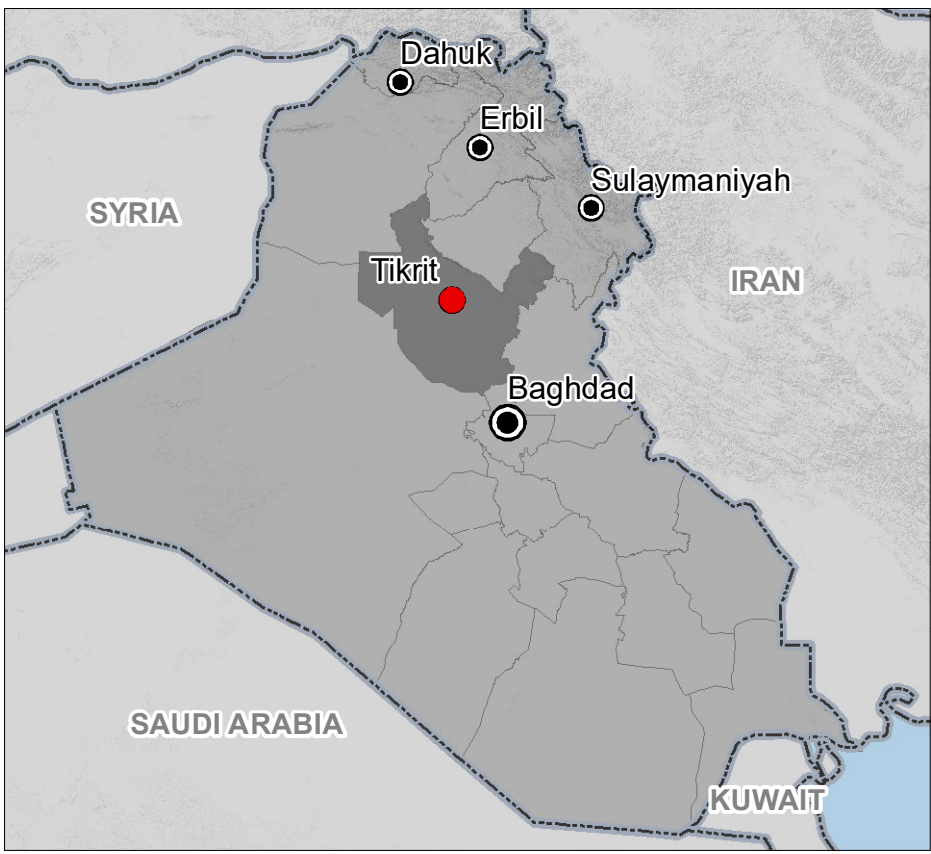 Dahuk
Erbil
Sulaymaniyah
SYRIA
Tikrit
IRAN
Baghdad
SAUDI ARABIA
KUWAIT